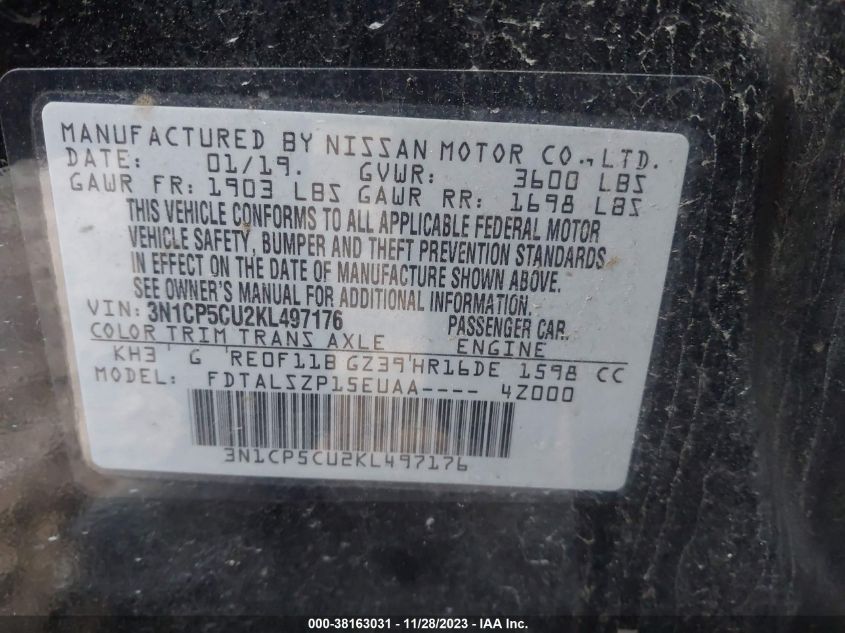 MANUFACTURED BY NISSAN MOTOR CO., LTD.
DATE: 01/19. GVWR: 3600 LBS
GAWR FR: 1903 LBS GAWR RR: 1698 LBS
THIS VEHICLE CONFORMS TO ALL APPLICABLE FEDERAL MOTOR
VEHICLE SAFETY, BUMPER AND THEFT PREVENTION STANDARDS
IN EFFECT ON THE DATE OF MANUFACTURE SHOWN ABOVE.
SEE OWNER'S MANUAL FOR ADDITIONAL INFORMATION.
VIN: 3N1CP5CU2KL497176 PASSENGER CAR
COLOR TRIM TRANS AXLE ENGINE
KH3 ' G 'RE0F11B GZ39'HR16DE 1598 CC
MODEL: FDTALSZP15EUAA---- 4Z000
3N1CP5CU2KL497176
000-38163031 - 11/28/2023 - IAA Inc.